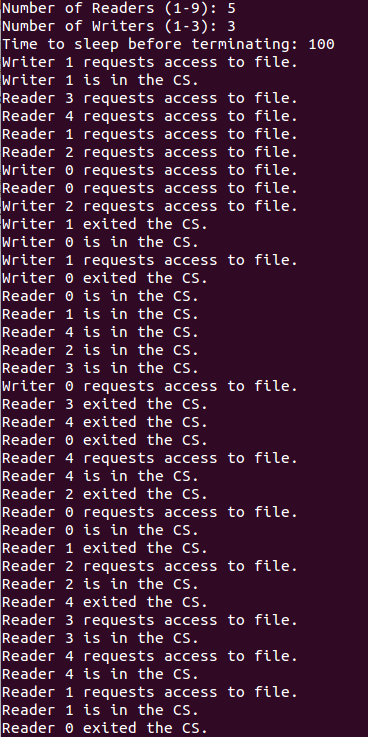 Number of Readers (1-9): 5
Number of Writers (1-3): 3
Time to sleep before terminating: 100
Writer 1 requests access to file.
Writer 1 is in the CS.
Reader 3 requests access to file.
Reader 4 requests access to file.
Reader 1 requests access to file.
Reader 2 requests access to file.
Writer 0 requests access to file.
Reader 0 requests access to file.
Writer 2 requests access to file.
Writer 1 exited the CS.
Writer 0 is in the CS.
Writer 1 requests access to file.
Writer 0 exited the CS.
Reader 0 is in the CS.
Reader 1 is in the CS.
Reader 4 is in the CS.
Reader 2 is in the CS.
Reader 3 is in the CS.
Writer 0 requests access to file.
Reader 3 exited the CS.
Reader 4 exited the CS.
Reader 0 exited the CS.
Reader 4 requests access to file.
Reader 4 is in the CS.
Reader 2 exited the CS.
Reader 0 requests access to file.
Reader 0 is in the CS.
Reader 1 exited the CS.
Reader 2 requests access to file.
Reader 2 is in the CS.
Reader 4 exited the CS.
Reader 3 requests access to file.
Reader 3 is in the CS.
Reader 4 requests access to file.
Reader 4 is in the CS.
Reader 1 requests access to file.
Reader 1 is in the CS.
Reader 0 exited the CS.